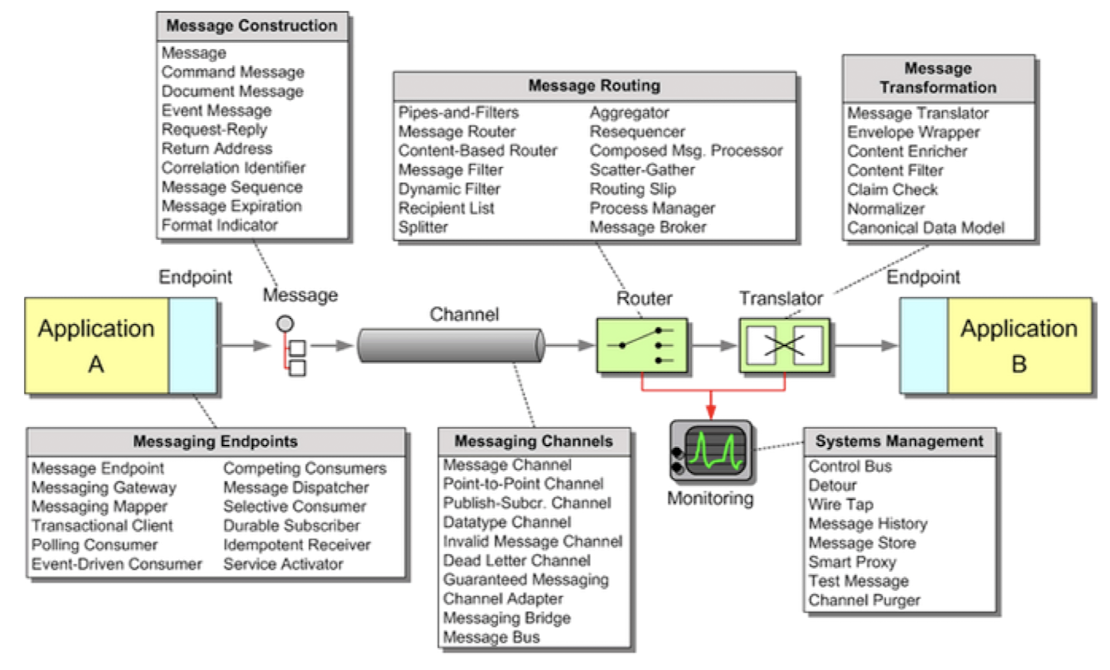 Message Construction
Message
Command Message
Document Message
Event Message
Request-Reply
Return Address
Correlation Identifier
Message Sequence
Message Expiration
Format Indicator
Message Routing
Pipes-and-Filters
Message Router
Content-Based Router
Message Filter
Dynamic Filter
Recipient List
Splitter
Aggregator
Resequencer
Composed Msg. Processor
Scatter-Gather
Routing Slip
Process Manager
Message Broker
Message
Transformation
Message Translator
Envelope Wrapper
Content Enricher
Content Filter
Claim Check
Normalizer
Canonical Data Model
Endpoint
Application
A
Message
Channel
Router
Translator
Endpoint
Application
B
Messaging Endpoints
Message Endpoint
Messaging Gateway
Messaging Mapper
Transactional Client
Polling Consumer
Event-Driven Consumer
Competing Consumers
Message Dispatcher
Selective Consumer
Durable Subscriber
Idempotent Receiver
Service Activator
Messaging Channels
Message Channel
Point-to-Point Channel
Publish-Subcr. Channel
Datatype Channel
Invalid Message Channel
Dead Letter Channel
Guaranteed Messaging
Channel Adapter
Messaging Bridge
Message Bus
Monitoring
Systems Management
Control Bus
Detour
Wire Tap
Message History
Message Store
Smart Proxy
Test Message
Channel Purger